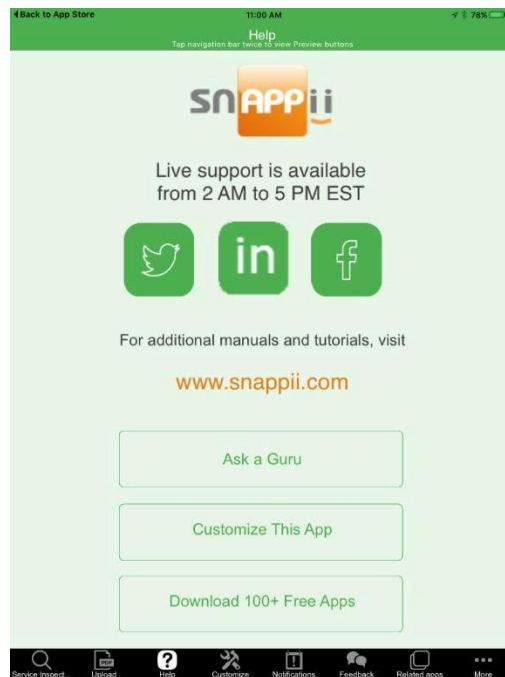 Back to App Store 11:00 AM 78%
Help
Tap navigation bar twice to view Preview buttons
snAPPii
Live support is available
from 2 AM to 5 PM EST
in f
For additional manuals and tutorials, visit
www.snappii.com
Ask a Guru
Customize This App
Download 100+ Free Apps
PDF ?
Service Inspect... Upload Help Customize Notifications Feedback Related apps More